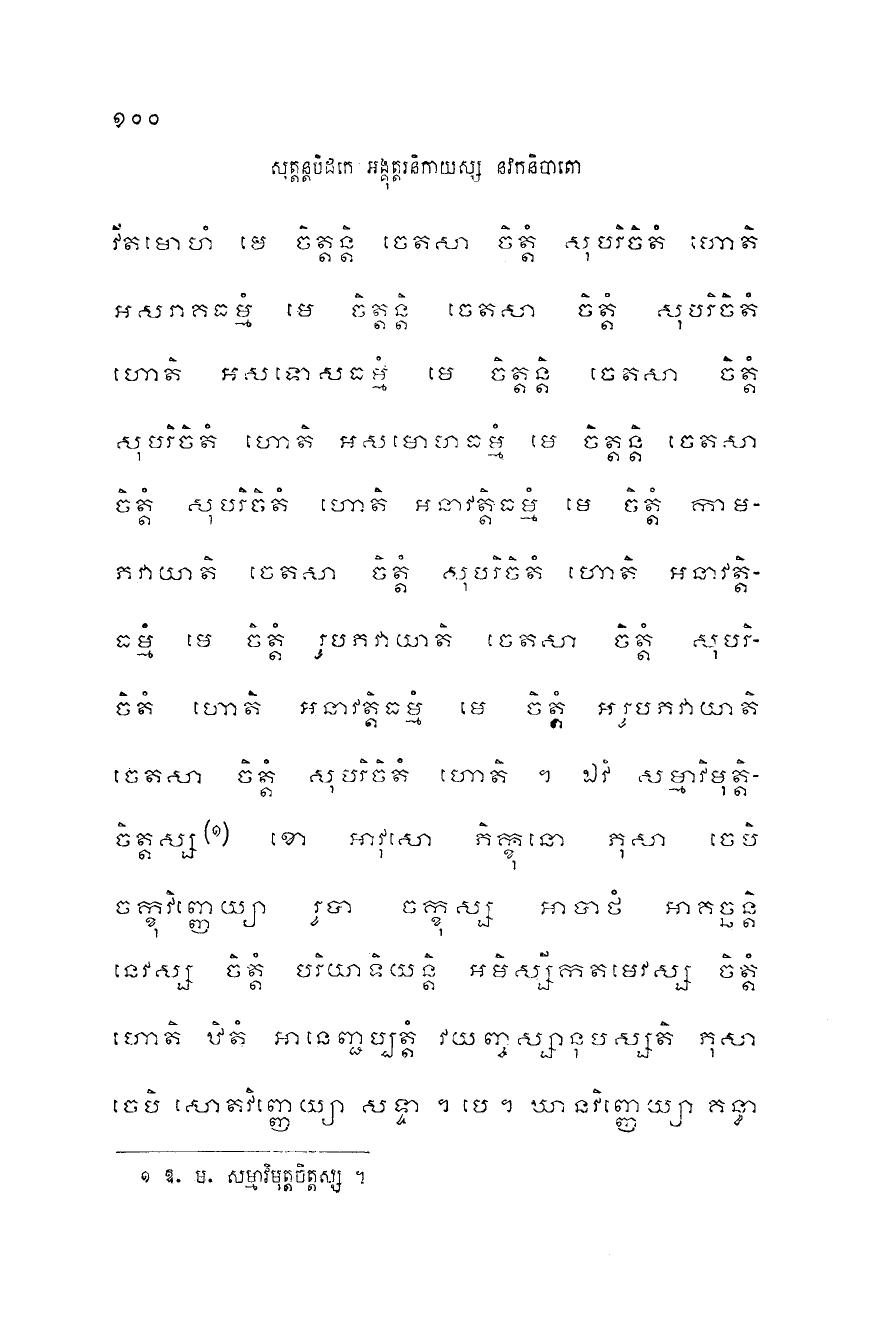 ១០០
សុត្តន្តបិដកេ អង្គុត្តរនិកាយស្ស នវកនិបាតោ
វីតមោហំ មេ ចិត្តន្តិ ចេតសា ចិត្តំ សុបរិចិតំ ហោតិ
អសរាគធម្មំ មេ ចិត្តន្តិ ចេតសា ចិត្តំ សុបរិចិតំ
ហោតិ អសទោសធម្មំ មេ ចិត្តន្តិ ចេតសា ចិត្តំ
សុបរិចិតំ ហោតិ អសមោហធម្មំ មេ ចិត្តន្តិ ចេតសា
ចិត្តំ សុបរិចិតំ ហោតិ អនាវត្តិធម្មំ មេ ចិត្តំ កាម-
ភវាយាតិ ចេតសា ចិត្តំ សុបរិចិតំ ហោតិ អនាវត្តិ-
ធម្មំ មេ ចិត្តំ រូបភវាយាតិ ចេតសា ចិត្តំ សុបរិ-
ចិតំ ហោតិ អនាវត្តិធម្មំ មេ ចិត្តំ អរូបភវាយាតិ
ចេតសា ចិត្តំ សុបរិចិតំ ហោតិ ។ ឯវំ សម្មាវិមុត្តិ-
ចិត្តស្ស(១) ខោ អាវុសោ ភិក្ខុនោ ភុសា ចេបិ
ចក្ខុវិញ្ញេយ្យា រូបា ចក្ខុស្ស អាបាថំ អាគច្ឆន្តិ
នេវស្ស ចិត្តំ បរិយាទិយន្តិ អមិស្សីកតមេវស្ស ចិត្តំ
ហោតិ ឋិតំ អានេញ្ជប្បត្តំ វយញ្ចស្សានុបស្សតិ ភុសា
ចេបិ សោតវិញ្ញេយ្យា សទ្ទា ។ បេ ។ ឃានវិញ្ញេយ្យា គន្ធា
១ ឱ. ម. សម្មាវិមុត្តចិត្តស្ស ។